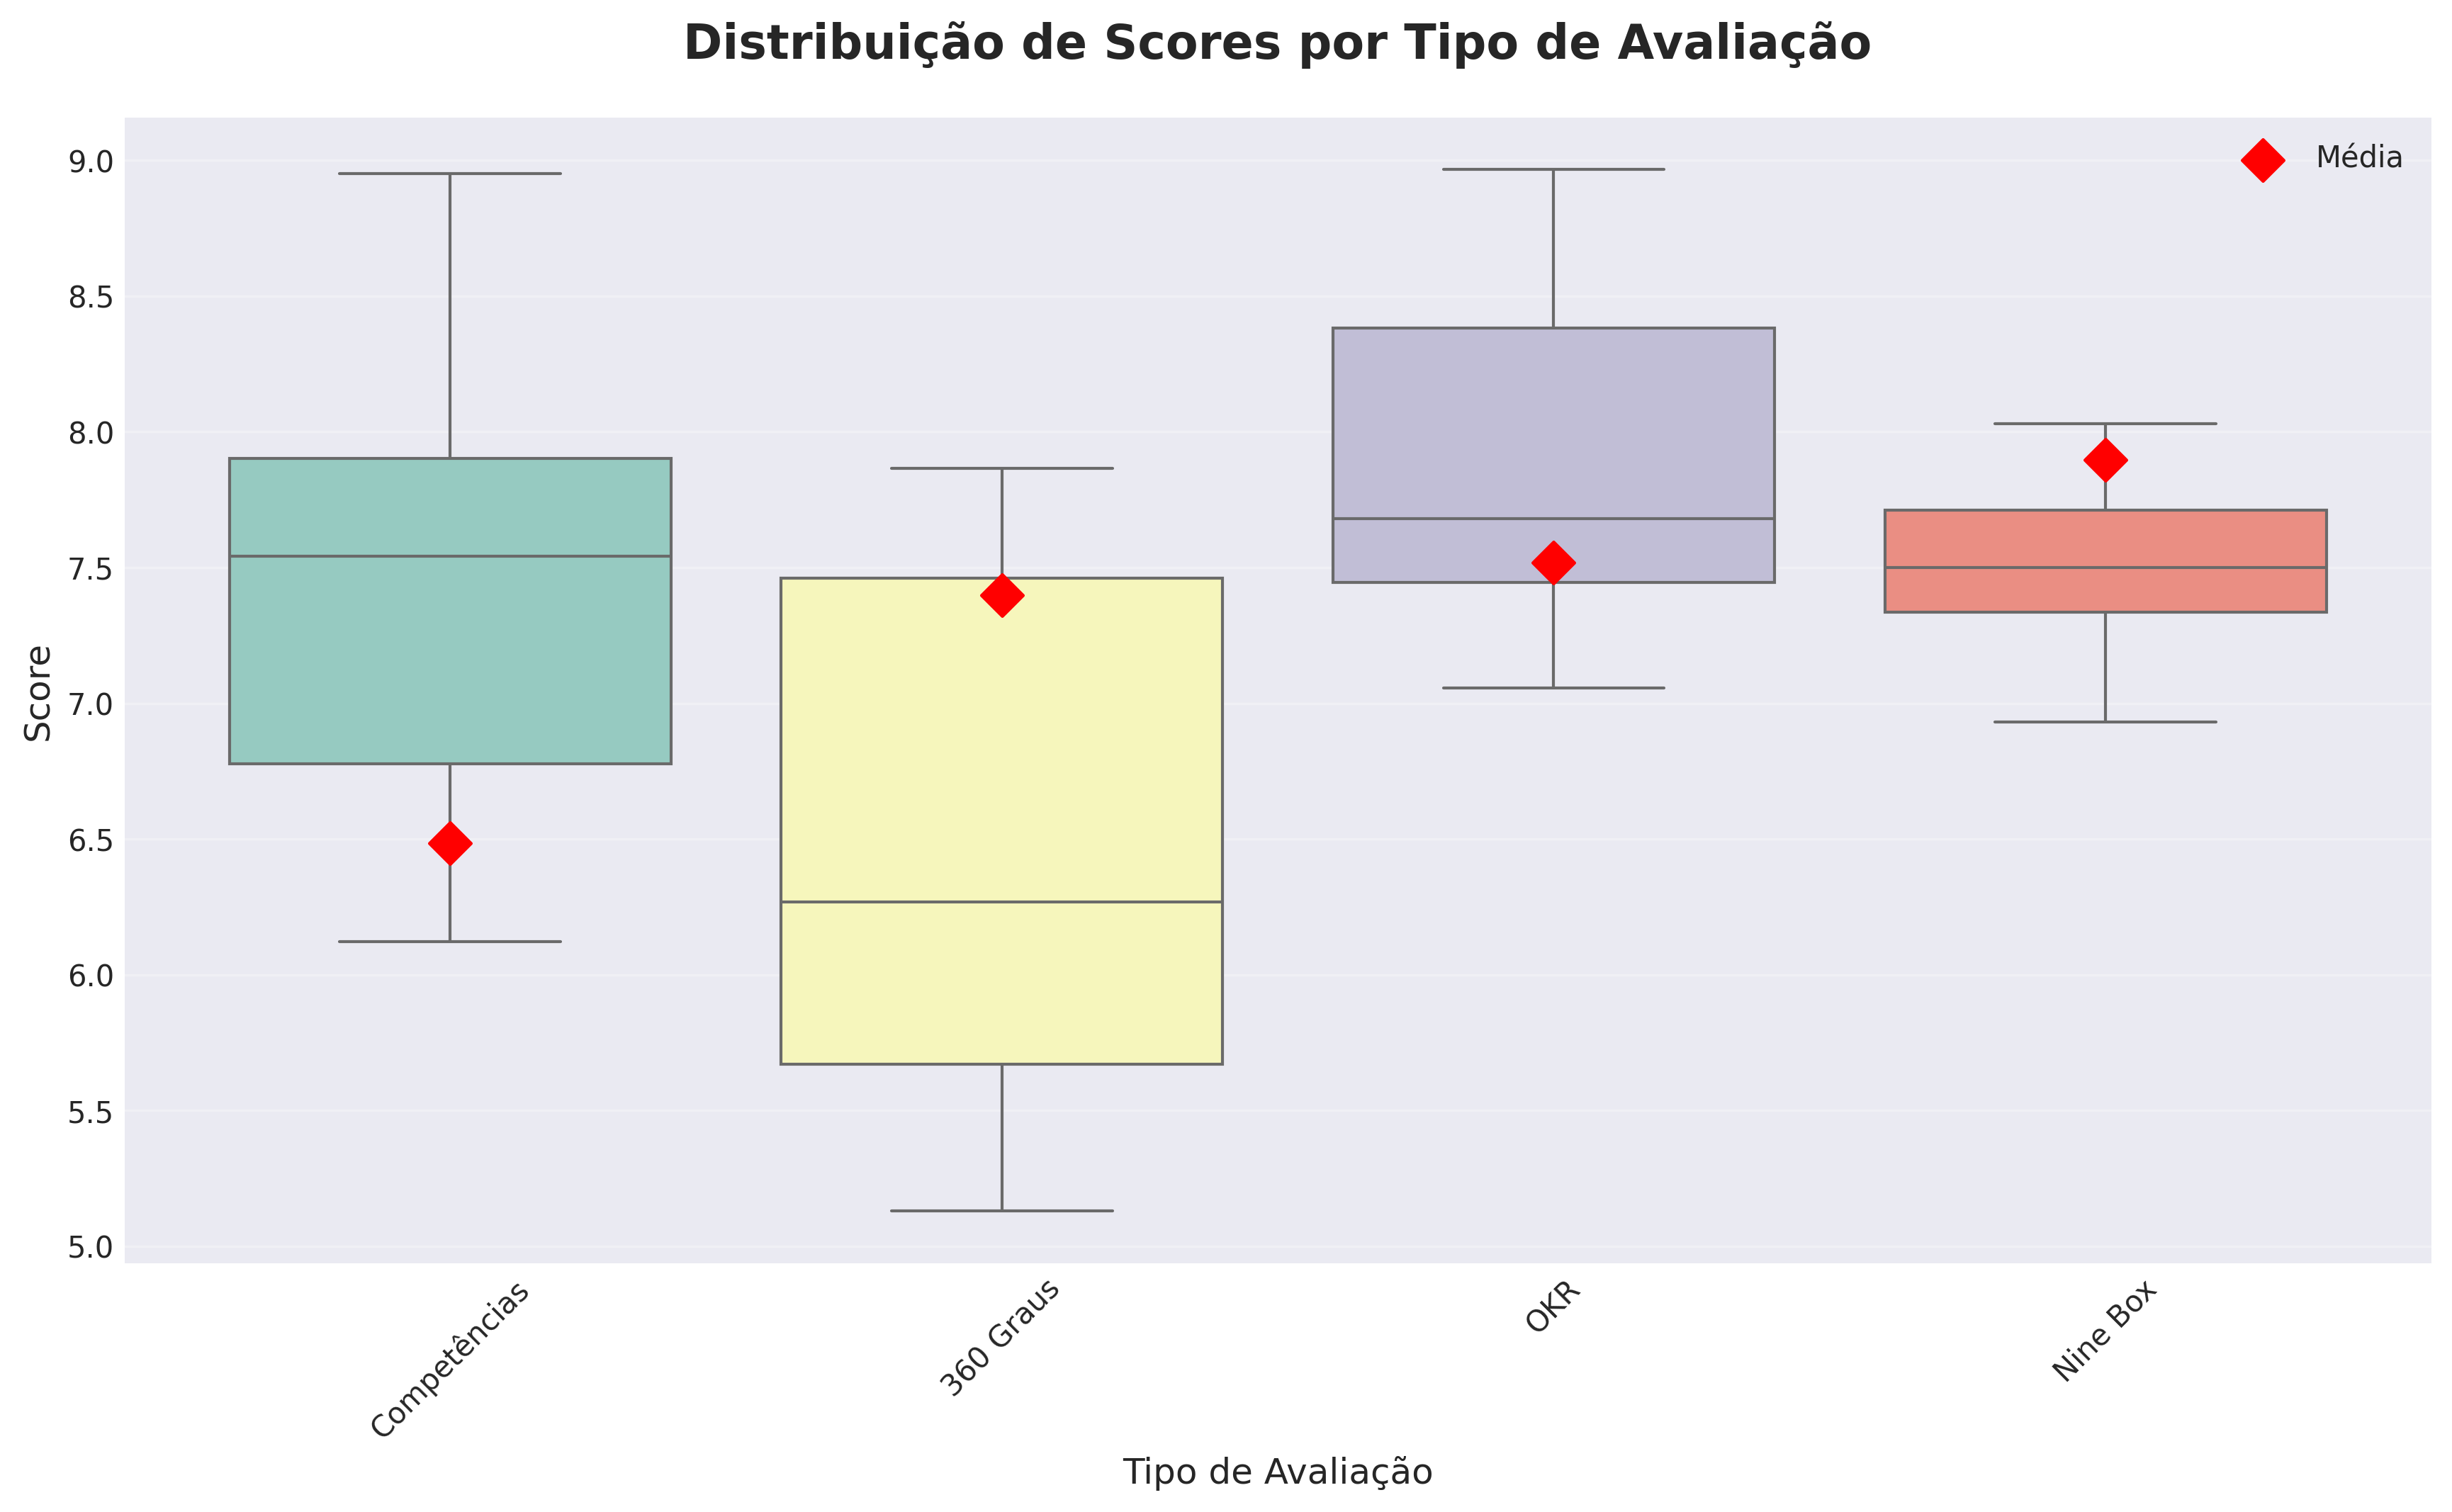 Distribuição de Scores por Tipo de Avaliação
Média
9.0
8.5
8.0
7.5
7.0
6.5
6.0
5.5
5.0
Score
Competências
360 Graus
OKR
Nine Box
Tipo de Avaliação